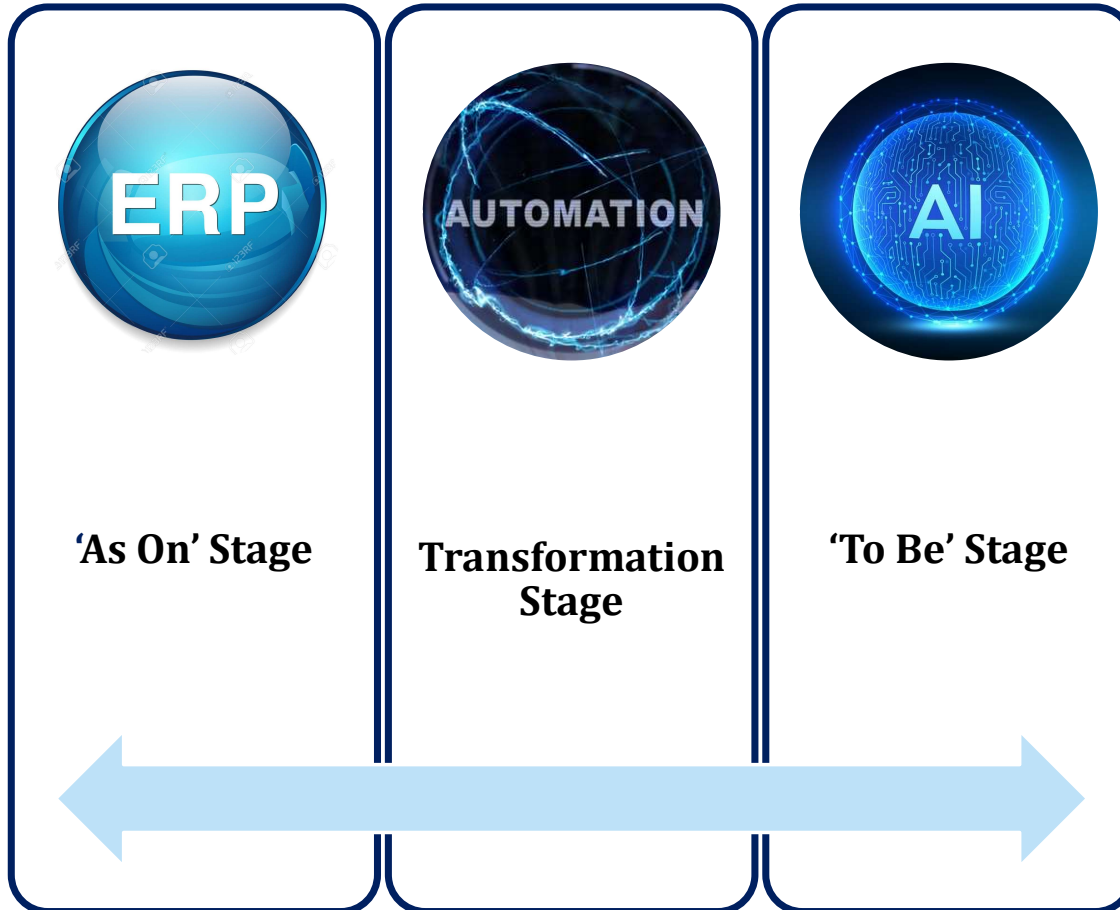 ERP
AUTOMATION
AI
‘As On’ Stage
Transformation
Stage
‘To Be’ Stage